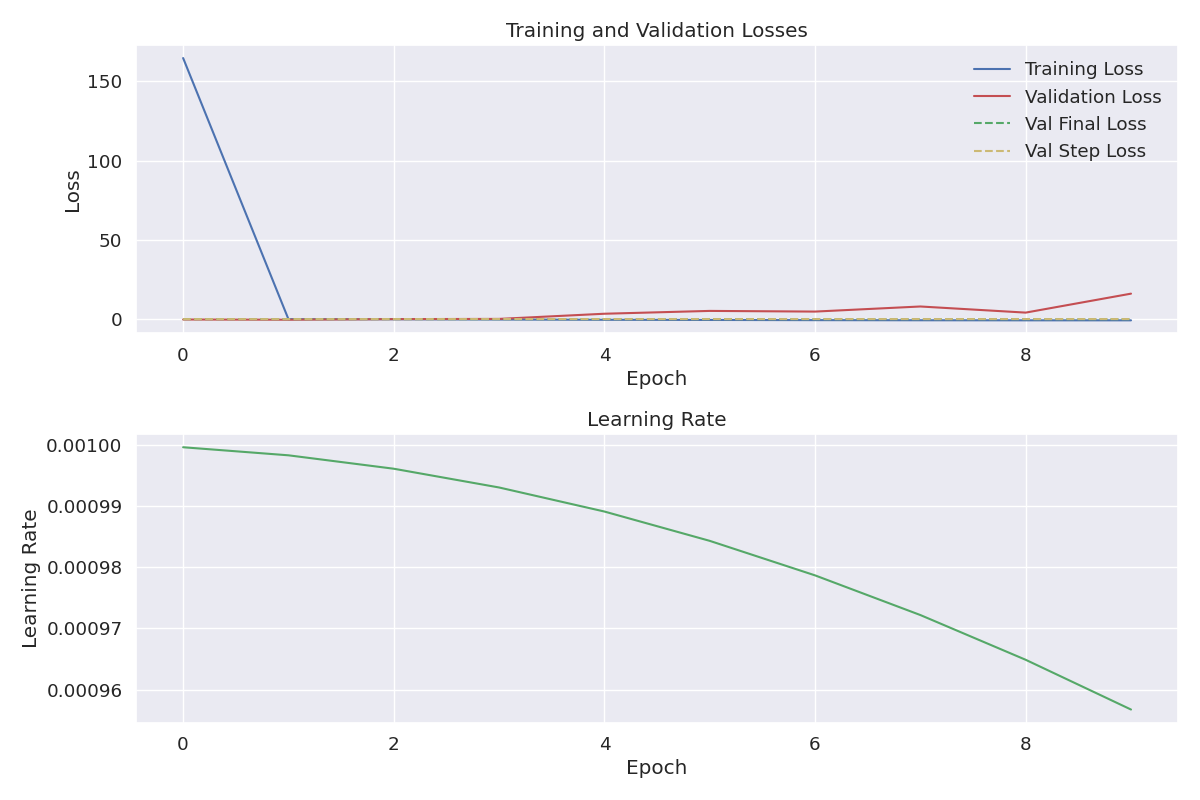 Training and Validation Losses
Training Loss
Validation Loss
Val Final Loss
Val Step Loss
150
100
50
0
Loss
0 2 4 6 8
Epoch
Learning Rate
0.00100
0.00099
0.00098
0.00097
0.00096
Learning Rate
0 2 4 6 8
Epoch